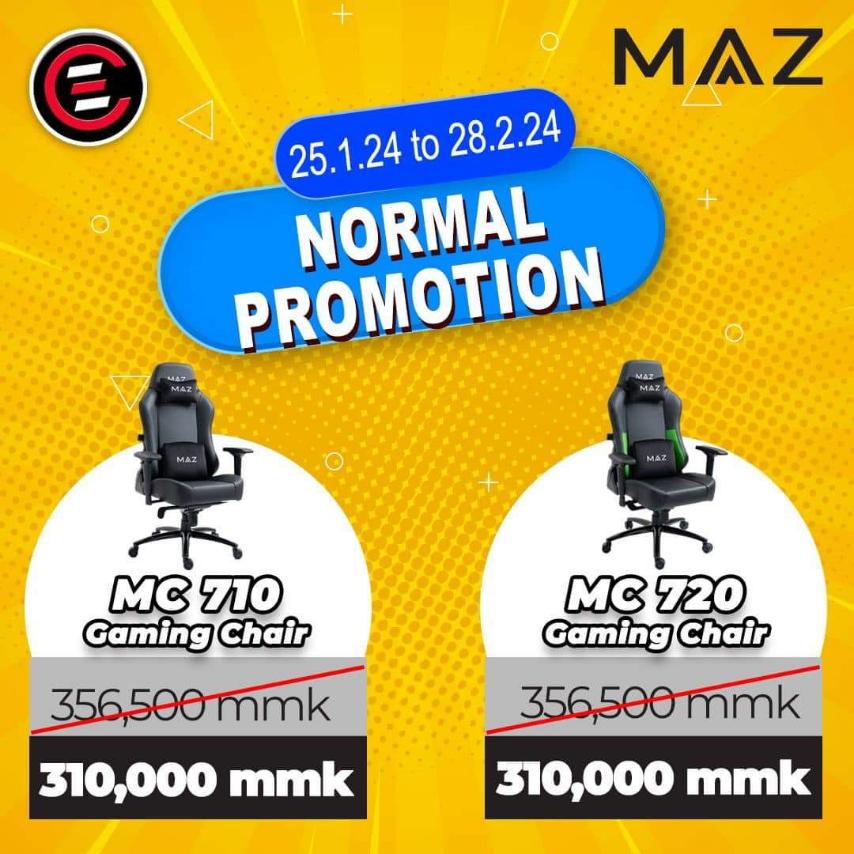 MAZ
25.1.24 to 28.2.24
NORMAL
PROMOTION
MAZ
MAZ
MAZ
MC 710
Gaming Chair
356,500 mmk
310,000 mmk
MAZ
MAZ
MAZ
MC 720
Gaming Chair
356,500 mmk
310,000 mmk